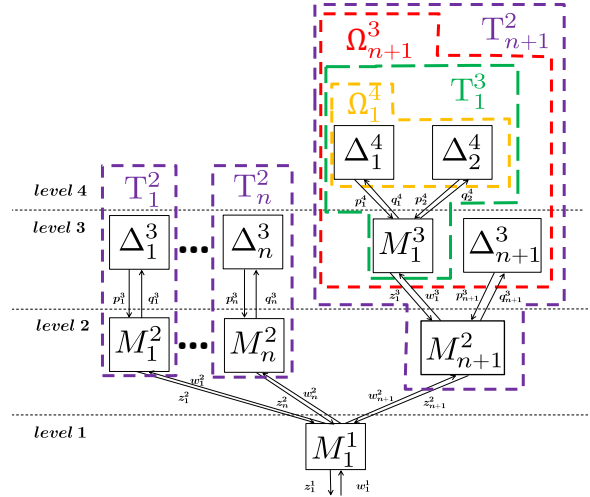 Ω³ₙ₊₁ T²ₙ₊₁
T³₁
Ω⁴₁
Δ⁴₁ Δ⁴₂
level 4 T²₁ T²ₙ p⁴₁ q⁴₁ p⁴₂ q⁴₂
level 3
Δ³₁ ... Δ³ₙ M³₁ Δ³ₙ₊₁
p³₁ q³₁ p³ₙ q³ₙ z³₁ w³₁ p³ₙ₊₁ q³ₙ₊₁
level 2
M²₁ ... M²ₙ M²ₙ₊₁
w²₁ z²₁ w²ₙ z²ₙ w²ₙ₊₁ z²ₙ₊₁
level 1
M¹₁
z¹₁ w¹₁